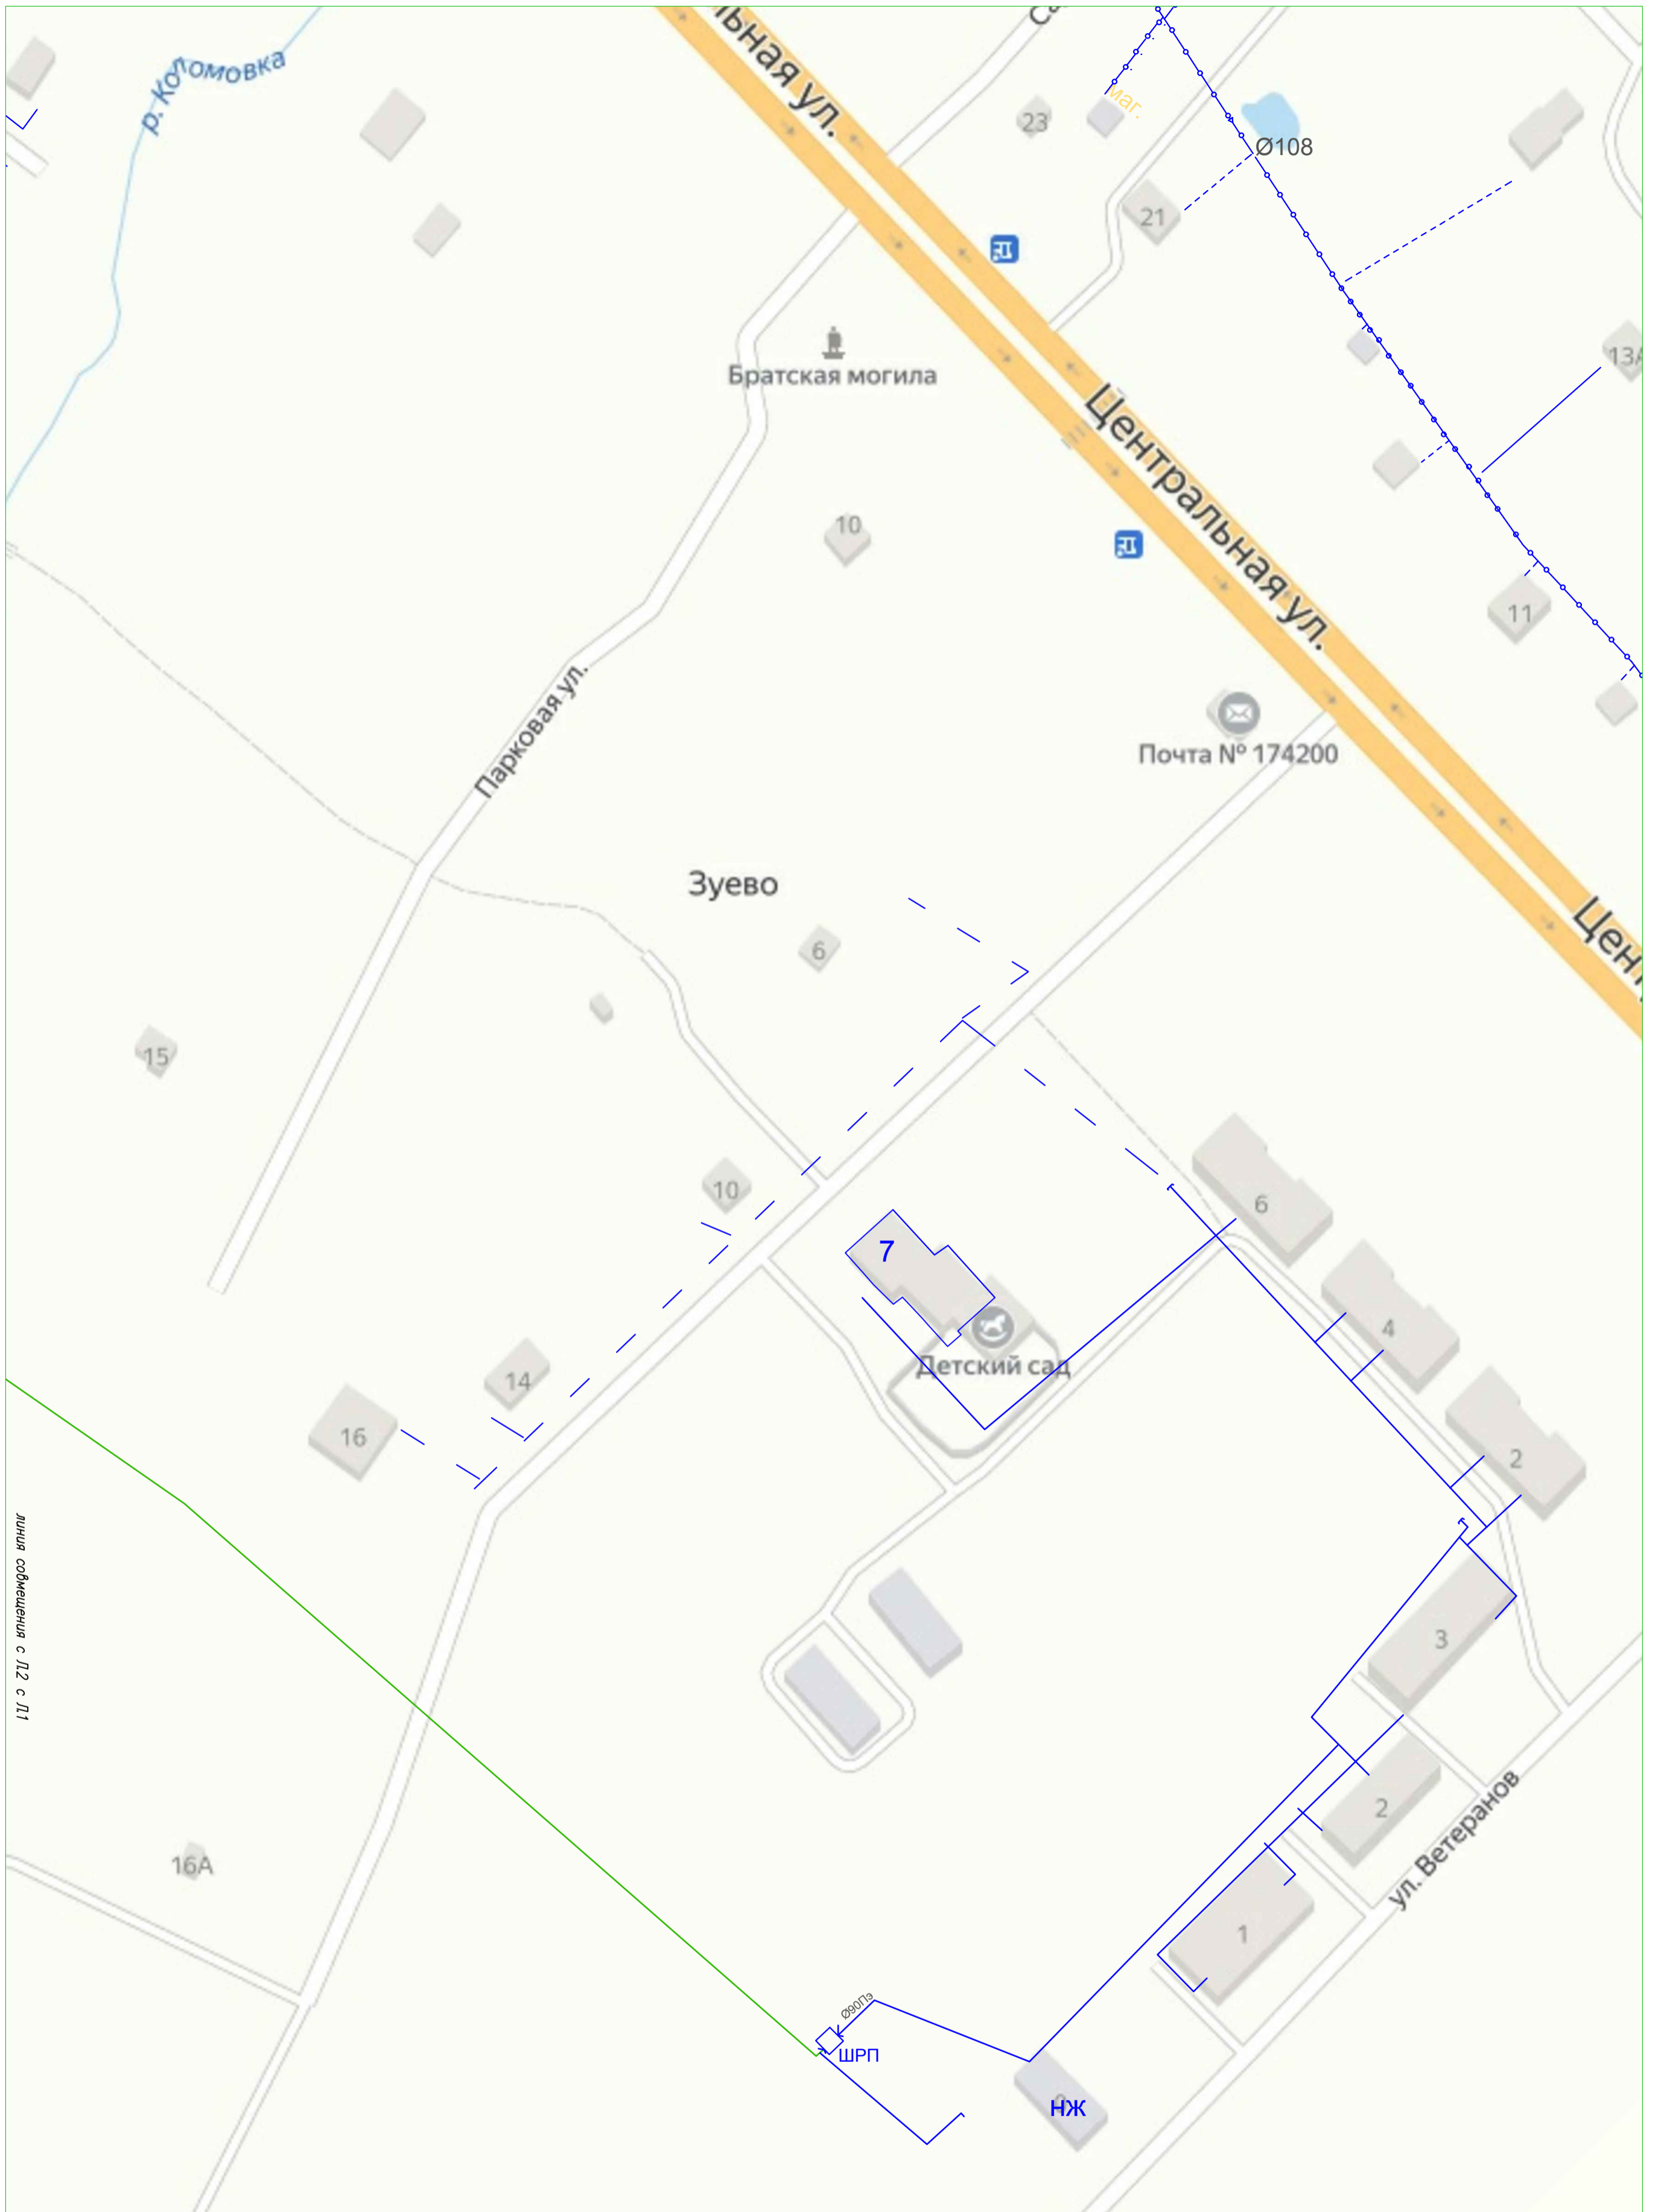 р. Коломовка
ьная ул.
23
маг.
Ø108
21
Братская могила
13А
Центральная ул.
10
11
Парковая ул.
Почта № 174200
Зуево
6
Цент
15
10
6
7
4
Детский сад
14
16
2
линия совмещения с Л2 с Л1
3
2
ул. Ветеранов
16А
1
Ø90Пэ
ШРП
НЖ